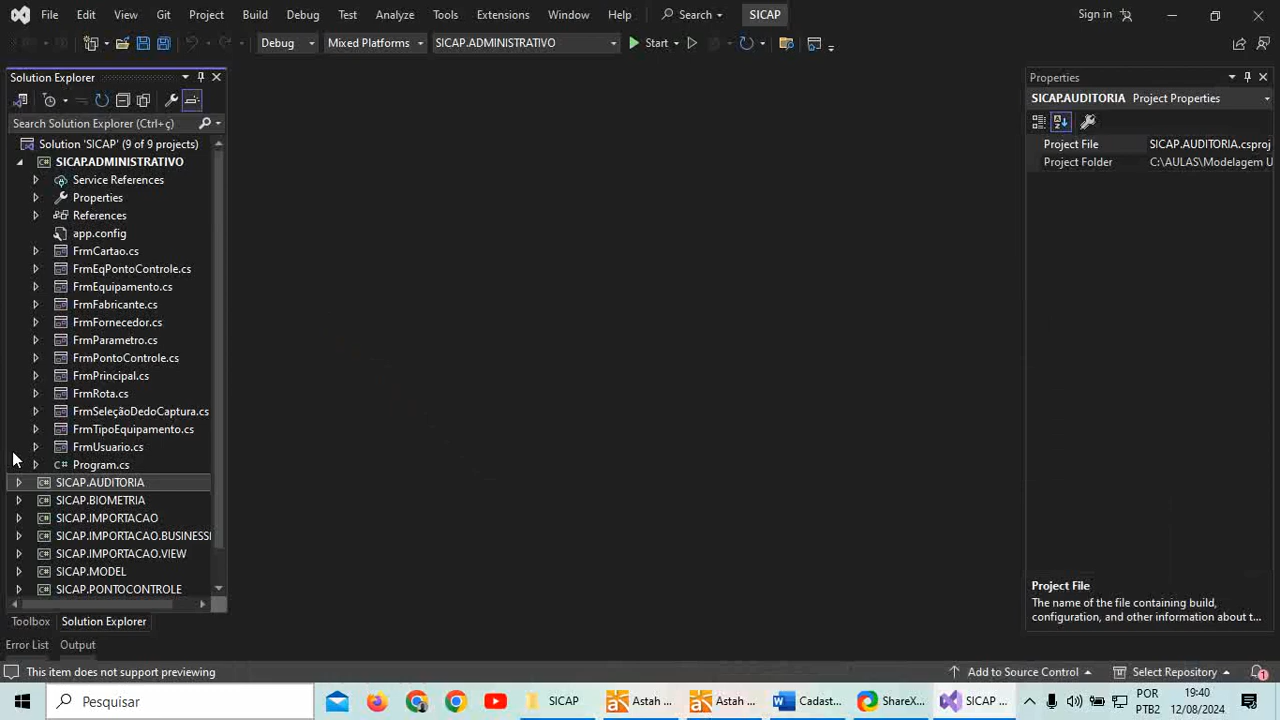 File Edit View Git Project Build Debug Test Analyze Tools Extensions Window Help Search SICAP Sign in
Debug Mixed Platforms SICAP.ADMINISTRATIVO Start
Solution Explorer
Search Solution Explorer (Ctrl+ç)
Solution 'SICAP' (9 of 9 projects)
SICAP.ADMINISTRATIVO
Service References
Properties
References
app.config
FrmCartao.cs
FrmEqPontoControle.cs
FrmEquipamento.cs
FrmFabricante.cs
FrmFornecedor.cs
FrmParametro.cs
FrmPontoControle.cs
FrmPrincipal.cs
FrmRota.cs
FrmSeleçãoDedoCaptura.cs
FrmTipoEquipamento.cs
FrmUsuario.cs
C# Program.cs
SICAP.AUDITORIA
SICAP.BIOMETRIA
SICAP.IMPORTACAO
SICAP.IMPORTACAO.BUSINESS
SICAP.IMPORTACAO.VIEW
SICAP.MODEL
SICAP.PONTOCONTROLE
Toolbox Solution Explorer
Error List Output
Properties
SICAP.AUDITORIA Project Properties
Project File SICAP.AUDITORIA.csproj
Project Folder C:\AULAS\Modelagem U
Project File
The name of the file containing build,
configuration, and other information about t...
This item does not support previewing Add to Source Control Select Repository 1
Pesquisar SICAP Astah ... Astah ... Cadast... ShareX... SICAP ... POR
PTB2 19:40
12/08/2024